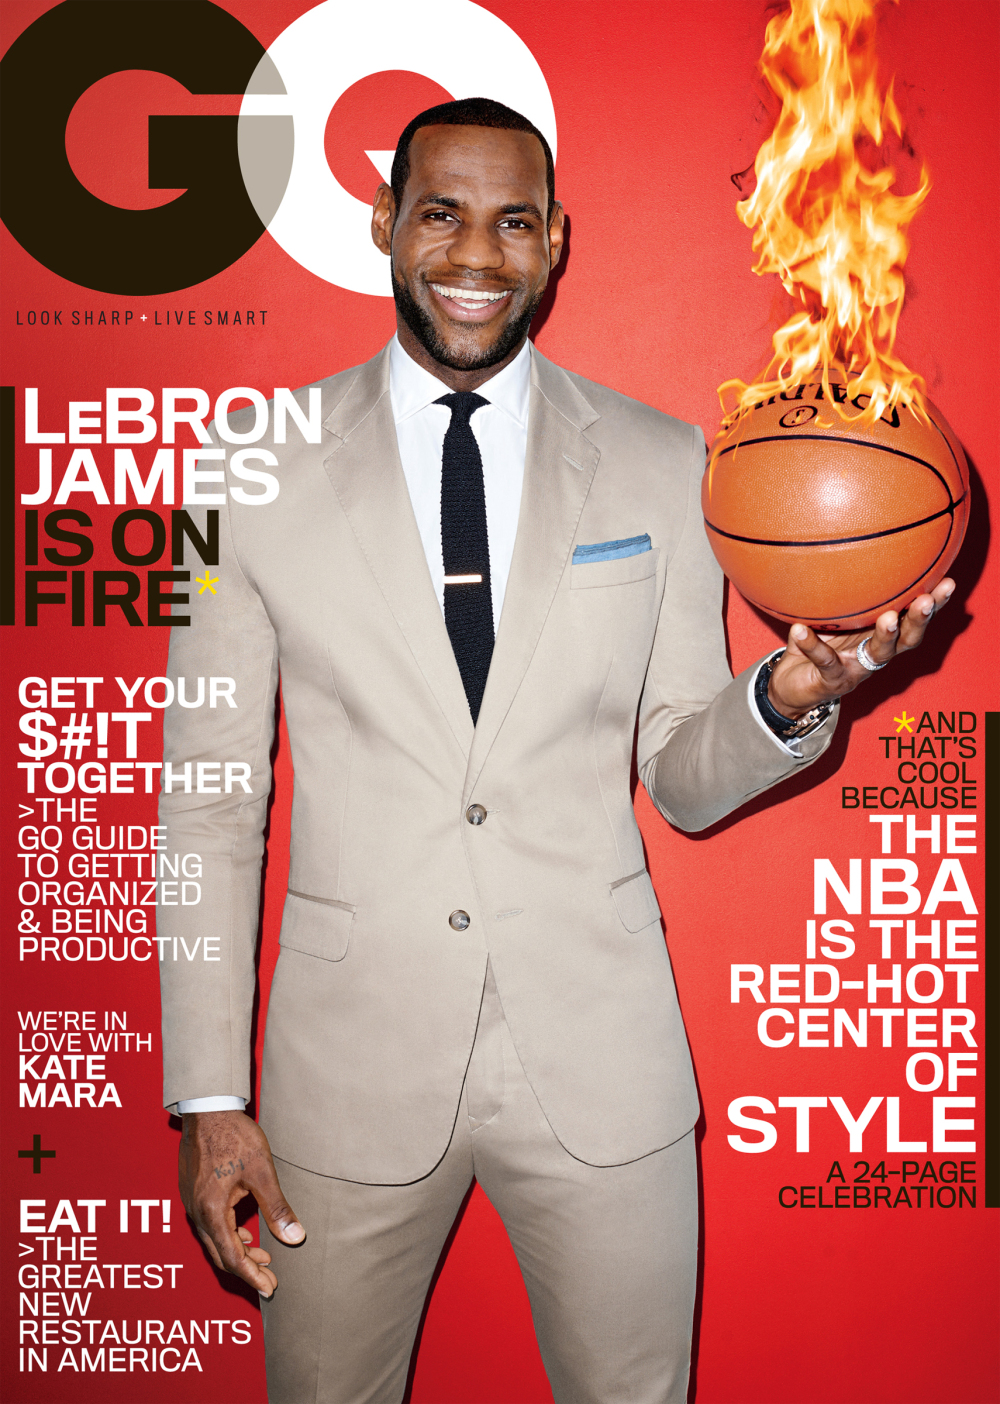 GQ
LOOK SHARP + LIVE SMART
LeBRON
JAMES
IS ON
FIRE*
GET YOUR
$#!T
TOGETHER
>THE
GQ GUIDE
TO GETTING
ORGANIZED
& BEING
PRODUCTIVE
WE'RE IN
LOVE WITH
KATE
MARA
+
EAT IT!
>THE
GREATEST
NEW
RESTAURANTS
IN AMERICA
SPALDING
*AND
THAT'S
COOL
BECAUSE
THE
NBA
IS THE
RED-HOT
CENTER
OF
STYLE
A 24-PAGE
CELEBRATION